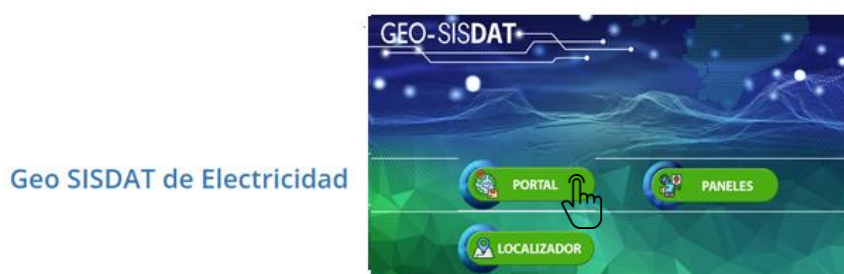 GEO-SISDAT
Geo SISDAT de Electricidad
PORTAL
PANELES
LOCALIZADOR